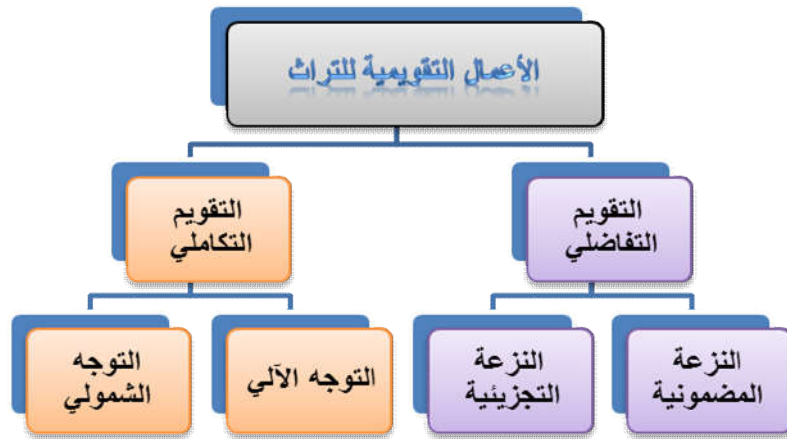 الأعمال التقويمية للتراث
التقويم
التفاضلي
التقويم
التكاملي
النزعة
المضمونية
النزعة
التجزيئية
التوجه الآلي
التوجه
الشمولي